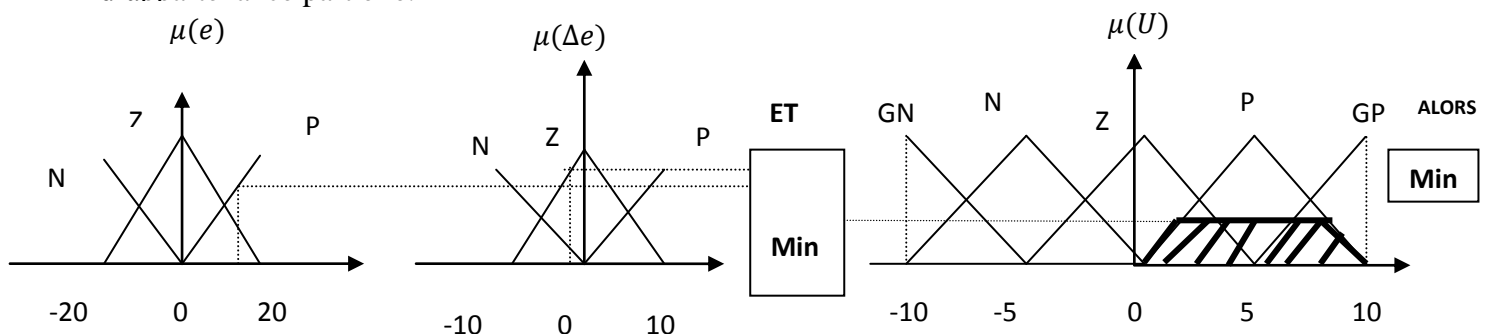 μ(e)
μ(Δe)
μ(U)
N
Z
P
N
Z
P
ET
Min
GN
N
Z
P
GP
ALORS
Min
-20 0 20
-10 0 10
-10 -5 0 5 10